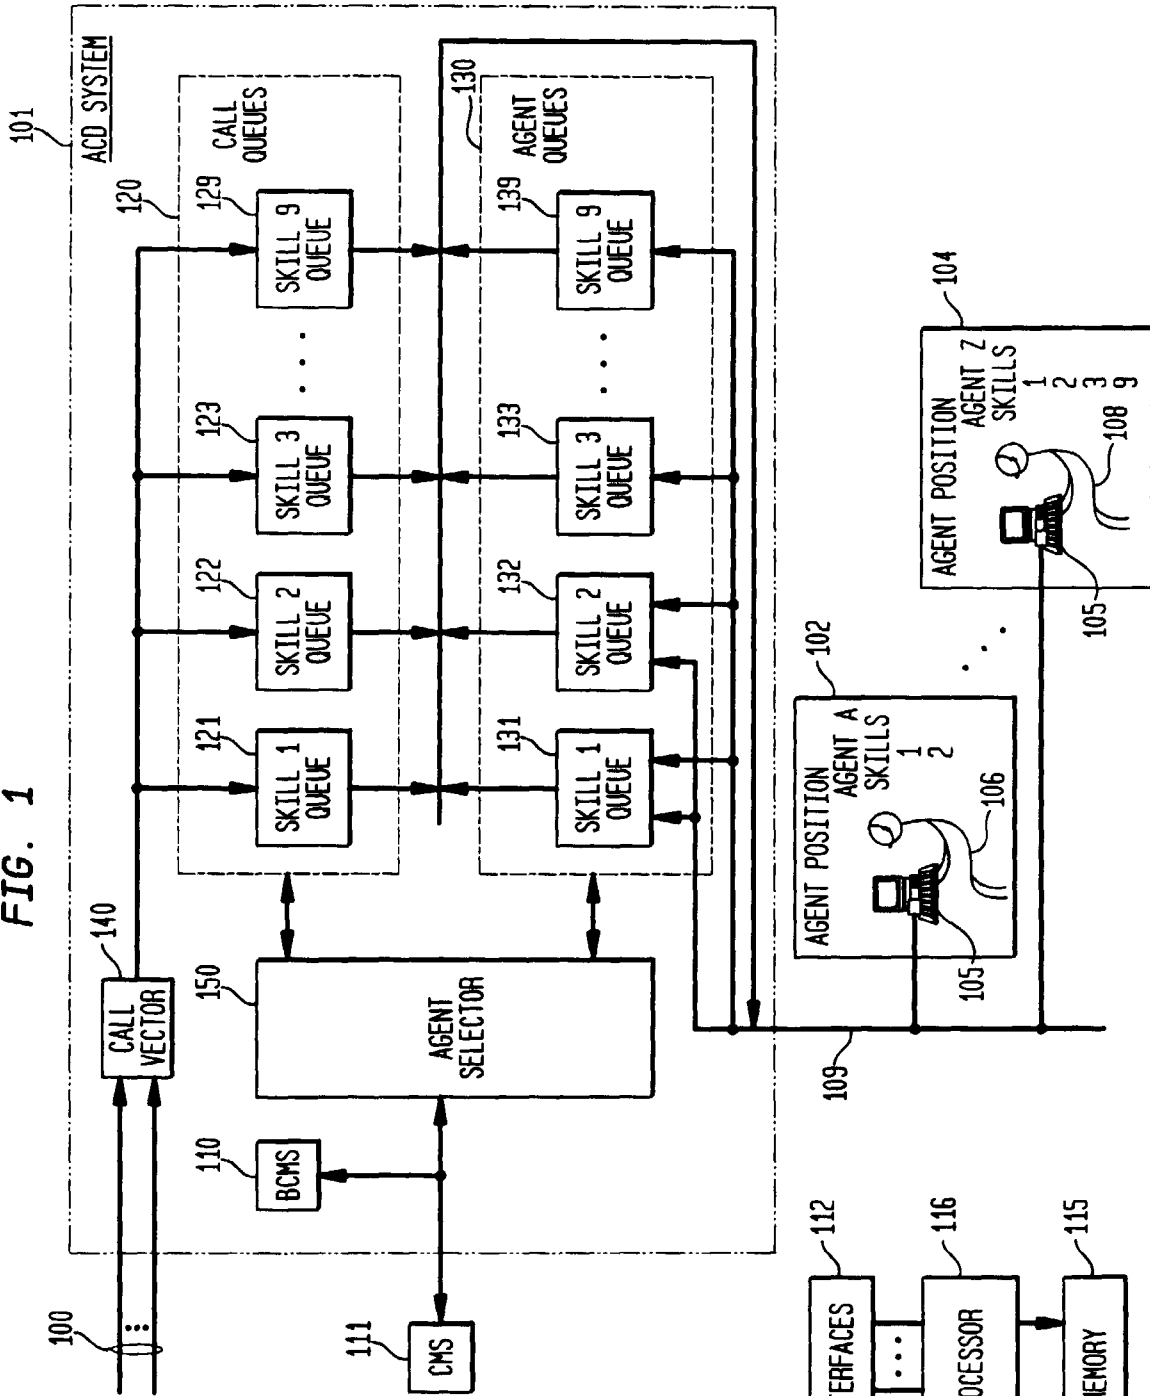 FIG. 1
101
ACD SYSTEM
100
140
CALL
VECTOR
120
CALL
QUEUES
121
SKILL 1
QUEUE
122
SKILL 2
QUEUE
123
SKILL 3
QUEUE
129
SKILL 9
QUEUE
130
AGENT
QUEUES
131
SKILL 1
QUEUE
132
SKILL 2
QUEUE
133
SKILL 3
QUEUE
139
SKILL 9
QUEUE
150
AGENT
SELECTOR
110
BCMS
111
CMS
109
102
AGENT POSITION
AGENT A
SKILLS
1
2
105
106
104
AGENT POSITION
AGENT Z
SKILLS
1
2
3
9
105
108
112
ERFACES
116
OCESSOR
115
EMORY